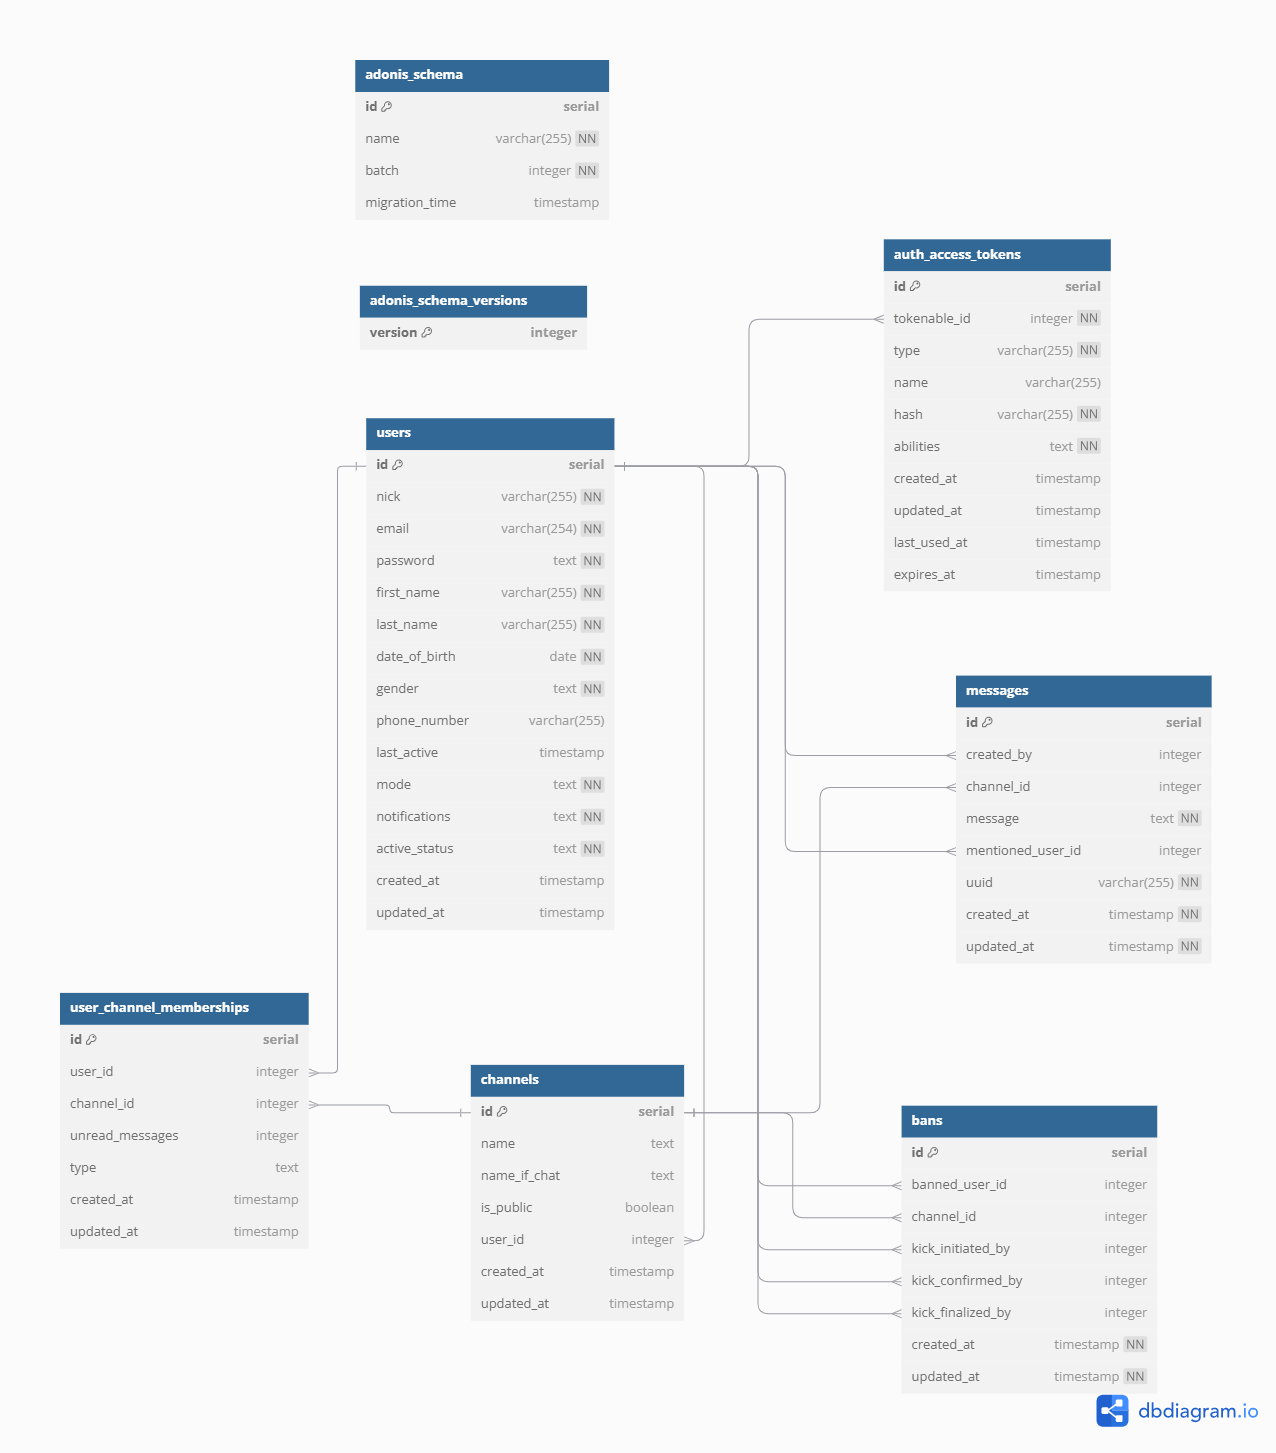 adonis_schema
id serial
name varchar(255) NN
batch integer NN
migration_time timestamp
adonis_schema_versions
version integer
auth_access_tokens
id serial
tokenable_id integer NN
type varchar(255) NN
name varchar(255)
hash varchar(255) NN
abilities text NN
created_at timestamp
updated_at timestamp
last_used_at timestamp
expires_at timestamp
users
id serial
nick varchar(255) NN
email varchar(254) NN
password text NN
first_name varchar(255) NN
last_name varchar(255) NN
date_of_birth date NN
gender text NN
phone_number varchar(255)
last_active timestamp
mode text NN
notifications text NN
active_status text NN
created_at timestamp
updated_at timestamp
messages
id serial
created_by integer
channel_id integer
message text NN
mentioned_user_id integer
uuid varchar(255) NN
created_at timestamp NN
updated_at timestamp NN
user_channel_memberships
id serial
user_id integer
channel_id integer
unread_messages integer
type text
created_at timestamp
updated_at timestamp
channels
id serial
name text
name_if_chat text
is_public boolean
user_id integer
created_at timestamp
updated_at timestamp
bans
id serial
banned_user_id integer
channel_id integer
kick_initiated_by integer
kick_confirmed_by integer
kick_finalized_by integer
created_at timestamp NN
updated_at timestamp NN
dbdiagram.io